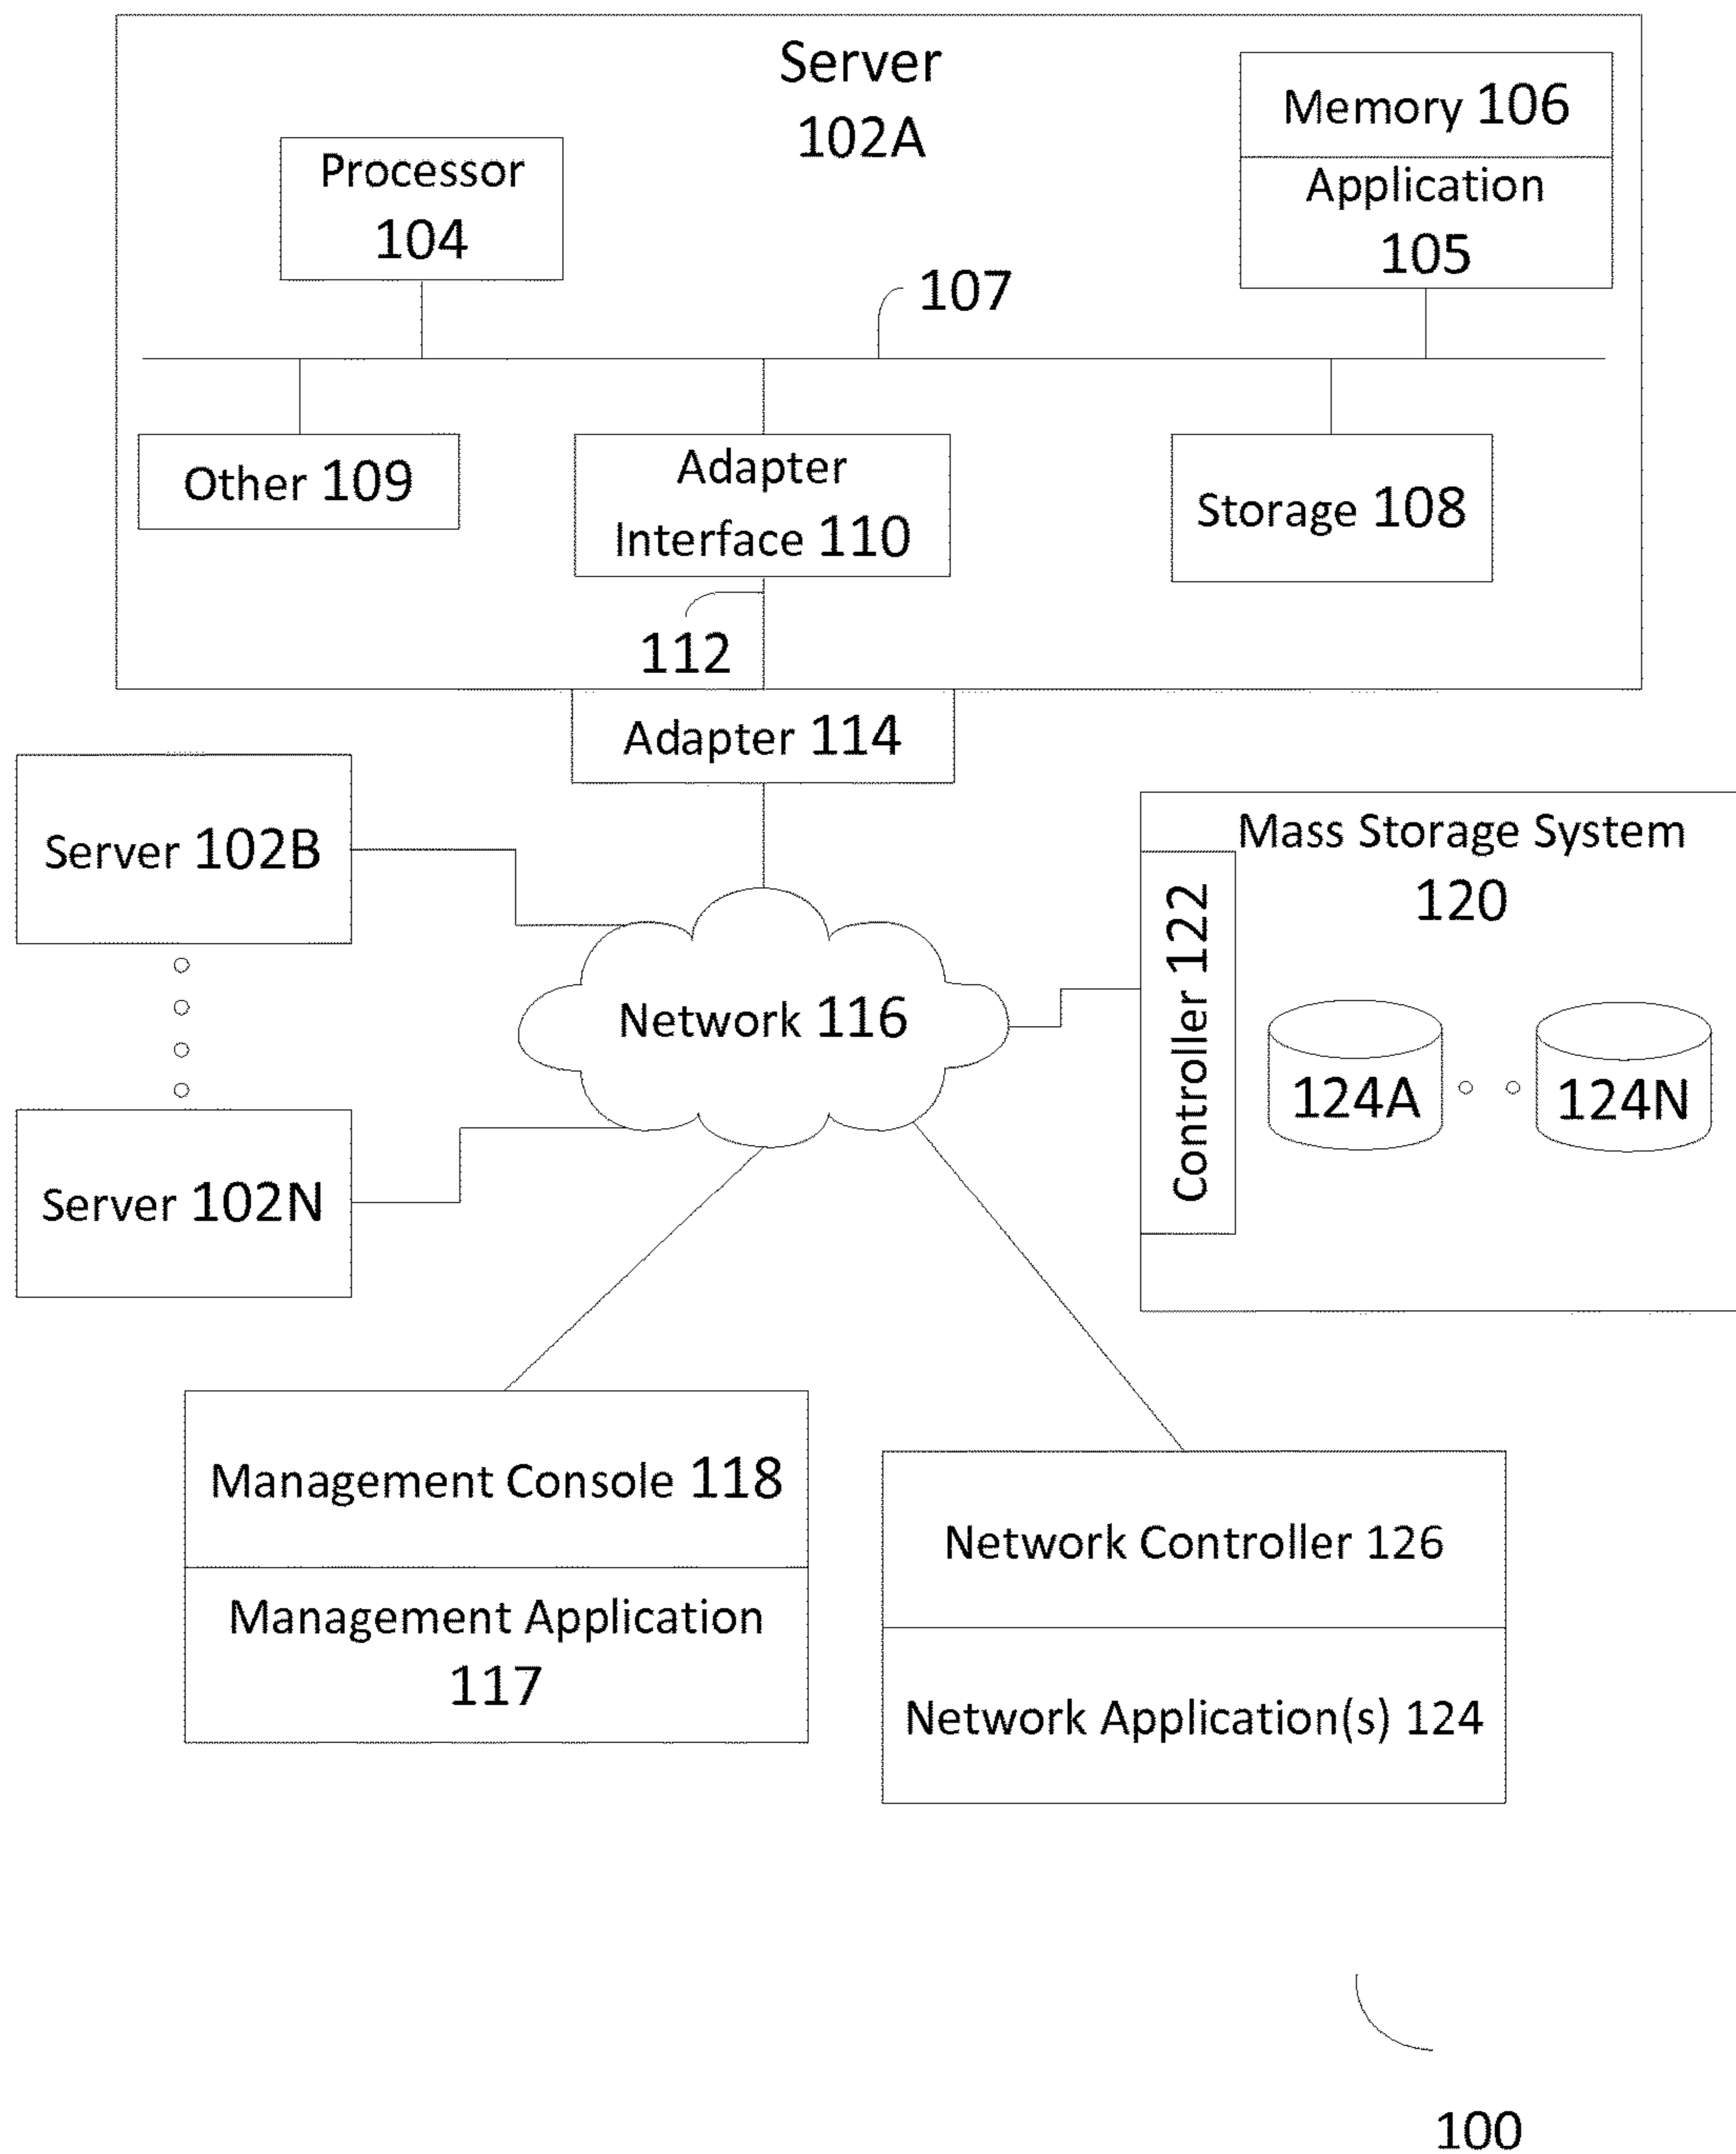 Server
102A
Memory 106
Processor
104
Application
105
107
Other 109
Adapter
Interface 110
Storage 108
112
Adapter 114
Server 102B
Mass Storage System
120
Controller 122
Network 116
124A
124N
Server 102N
Management Console 118
Network Controller 126
Management Application
117
Network Application(s) 124
100